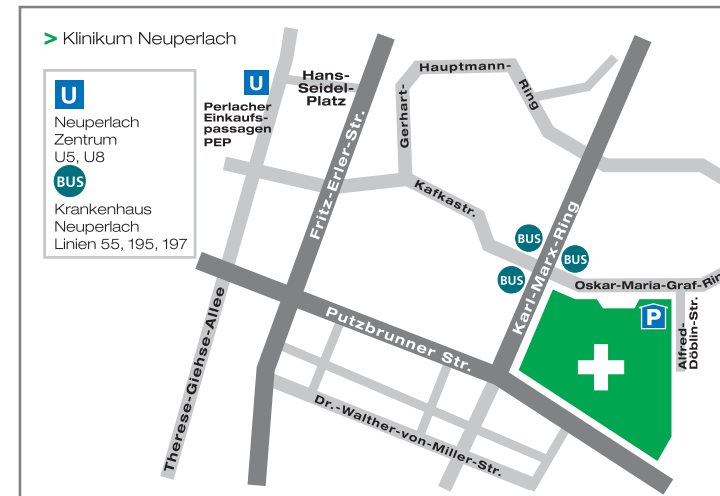 > Klinikum Neuperlach
U
Neuperlach
Zentrum
U5, U8
BUS
Krankenhaus
Neuperlach
Linien 55, 195, 197
U
Perlacher
Einkaufs-
passagen
PEP
Hans-
Seidel-
Platz
Fritz-Erler-Str.
Gerhart-
Hauptmann-
Ring
Kafkastr.
BUS
BUS
BUS
Karl-Marx-Ring
Oskar-Maria-Graf-Rin
P
Alfred-
Döblin-Str.
Putzbrunner Str.
Therese-Giehse-Allee
Dr.-Walther-von-Miller-Str.